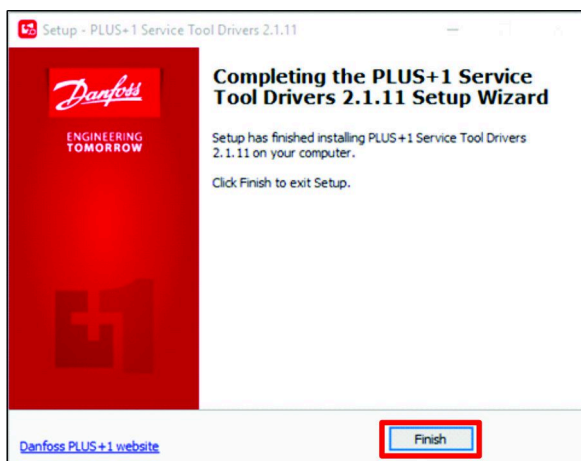 Setup - PLUS+1 Service Tool Drivers 2.1.11
Danfoss
ENGINEERING
TOMORROW
Completing the PLUS+1 Service
Tool Drivers 2.1.11 Setup Wizard
Setup has finished installing PLUS+1 Service Tool Drivers
2.1.11 on your computer.
Click Finish to exit Setup.
+1
Danfoss PLUS+1 website
Finish